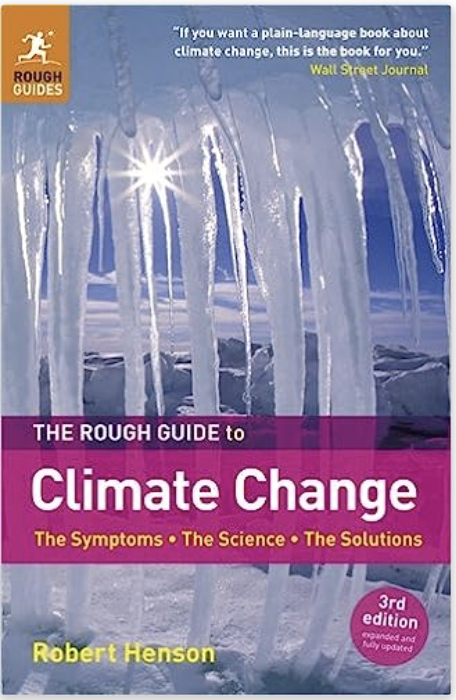 "If you want a plain-language book about
climate change, this is the book for you."
Wall Street Journal
ROUGH
GUIDES
THE ROUGH GUIDE to
Climate Change
The Symptoms • The Science • The Solutions
3rd
edition
expanded and
fully updated
Robert Henson